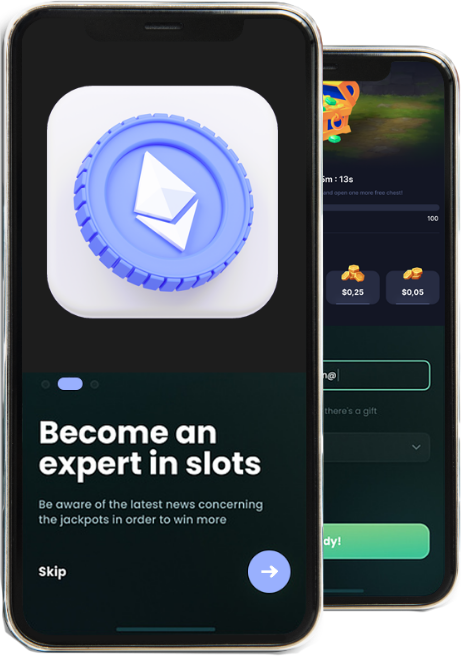 Become an
expert in slots
Be aware of the latest news concerning
the jackpots in order to win more
Skip
5m : 13s
and open one more free chest!
100
$0,25
$0,05
n@
there's a gift
dy!